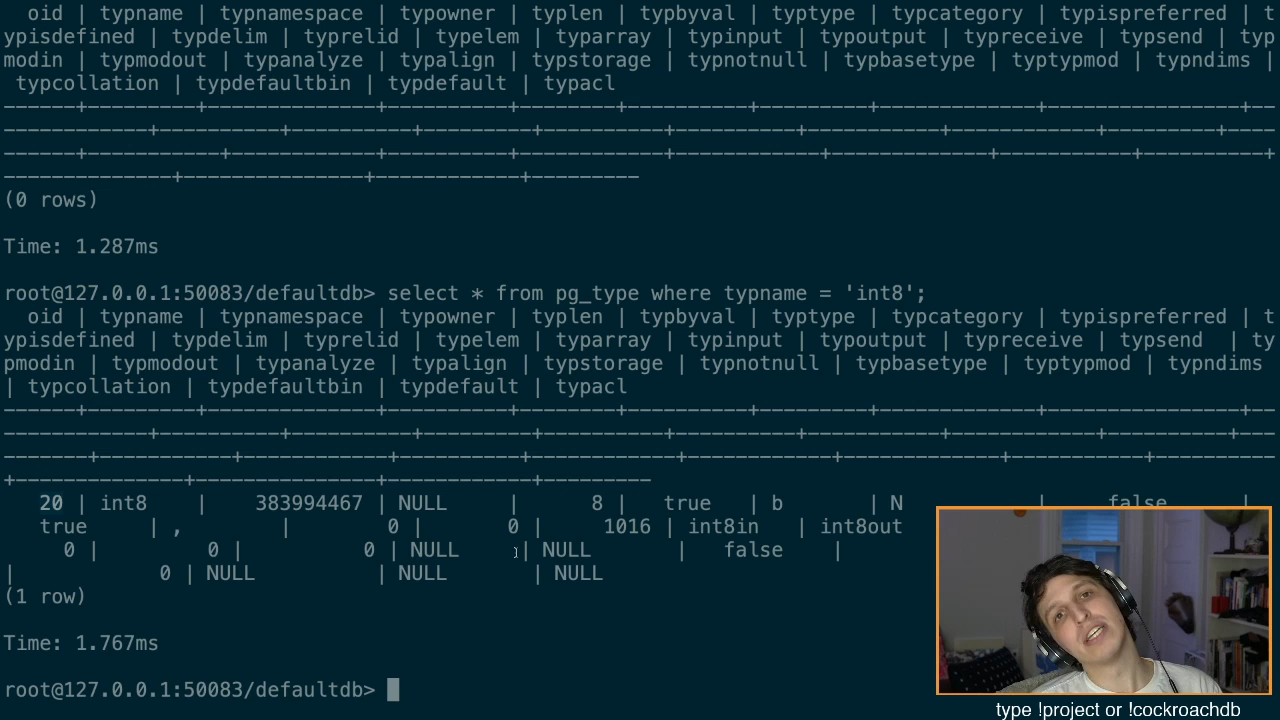 oid | typname | typnamespace | typowner | typlen | typbyval | typtype | typcategory | typispreferred | t
ypisdefined | typdelim | typrelid | typelem | typarray | typinput | typoutput | typreceive | typsend | typ
modin | typmodout | typanalyze | typalign | typstorage | typnotnull | typbasetype | typtypmod | typndims |
typcollation | typdefaultbin | typdefault | typacl
------+---------+--------------+----------+--------+----------+---------+-------------+----------------+--
----------+----------+----------+---------+----------+----------+-----------+------------+---------+----
------+-----------+------------+----------+------------+------------+-------------+-----------+----------+
--------------+---------------+------------+---------
(0 rows)
Time: 1.287ms
root@127.0.0.1:50083/defaultdb> select * from pg_type where typname = 'int8';
oid | typname | typnamespace | typowner | typlen | typbyval | typtype | typcategory | typispreferred | t
ypisdefined | typdelim | typrelid | typelem | typarray | typinput | typoutput | typreceive | typsend | ty
pmodin | typmodout | typanalyze | typalign | typstorage | typnotnull | typbasetype | typtypmod | typndims
| typcollation | typdefaultbin | typdefault | typacl
------+---------+--------------+----------+--------+----------+---------+-------------+----------------+--
------------+----------+----------+---------+----------+----------+-----------+------------+----------+---
-------+-----------+------------+----------+------------+------------+-------------+-----------+----------
+--------------+---------------+------------+---------
20 | int8 | 383994467 | NULL | 8 | true | b | N | false |
true | , | 0 | 0 | 1016 | int8in | int8out
0 | 0 | 0 | NULL | NULL | false |
| 0 | NULL | NULL | NULL
(1 row)
Time: 1.767ms
root@127.0.0.1:50083/defaultdb>
type !project or !cockroachdb